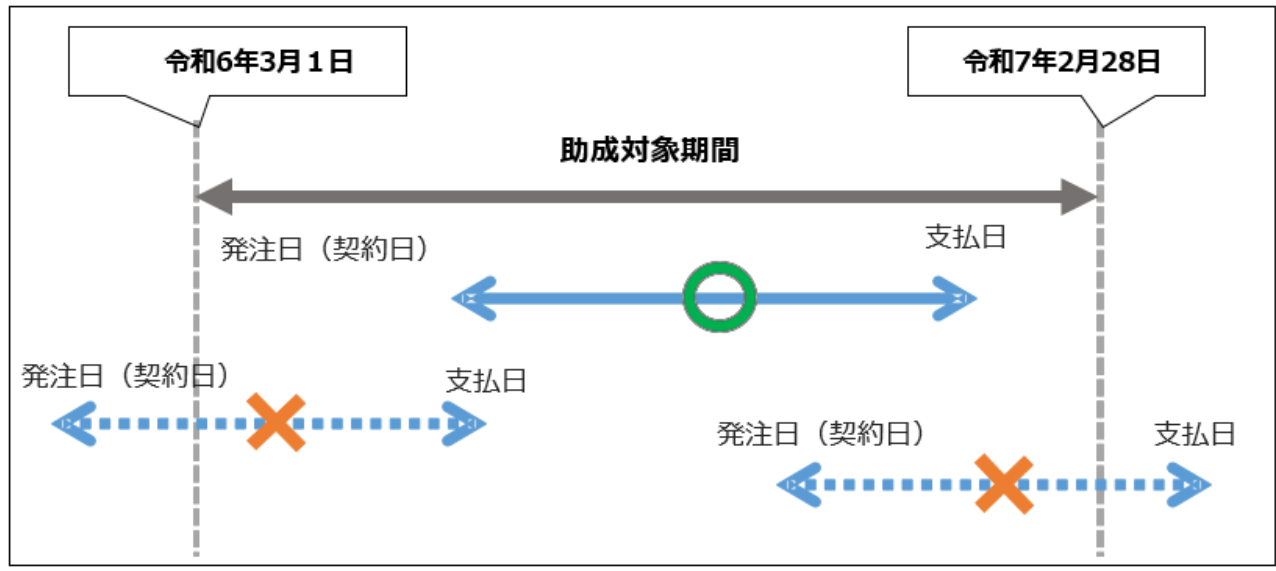 令和6年3月１日
令和7年2月28日
助成対象期間
発注日（契約日）
支払日
発注日（契約日）
支払日
発注日（契約日）
支払日